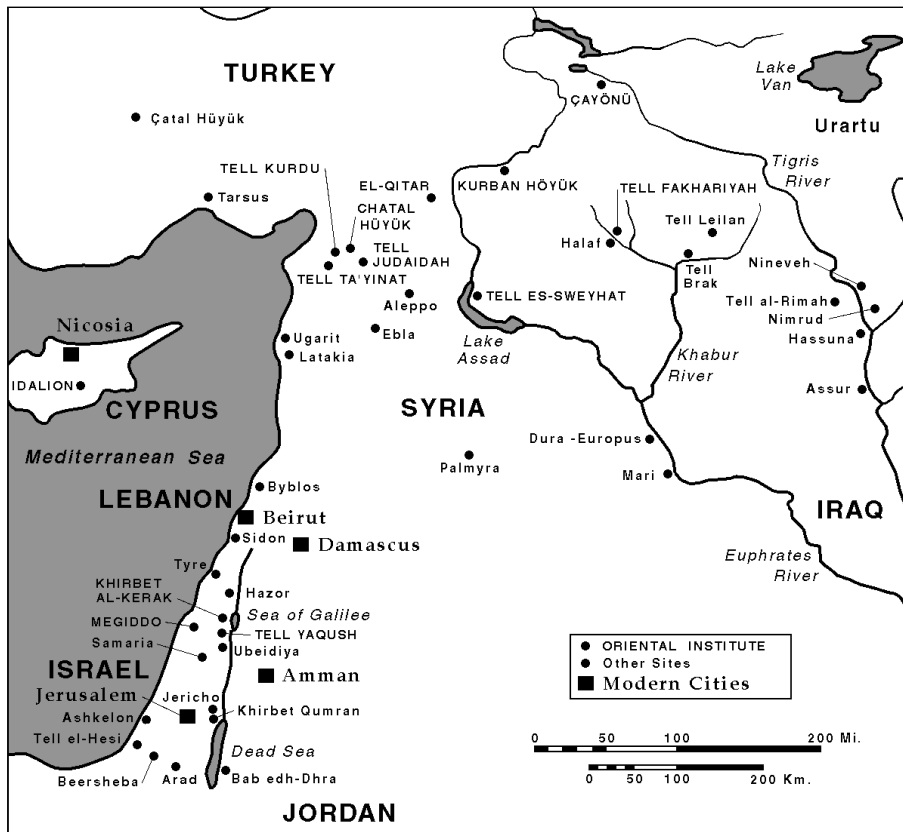 TURKEY
Lake
Van
ÇAYÖNÜ
Çatal Hüyük
Urartu
TELL KURDU
Tigris
River
EL-QITAR
KURBAN HÖYÜK
TELL FAKHARIYAH
Tarsus
CHATAL
HÜYÜK
Tell Leilan
Halaf
TELL
JUDAIDAH
TELL TA'YINAT
Tell
Brak
Nineveh
Aleppo
TELL ES-SWEYHAT
Tell al-Rimah
Nimrud
Nicosia
Ugarit
Ebla
Lake
Assad
Hassuna
Latakia
Khabur
River
IDALION
Assur
CYPRUS
SYRIA
Dura -Europus
Mediterranean Sea
Palmyra
Mari
LEBANON
Byblos
IRAQ
Beirut
Sidon
Damascus
Euphrates
River
Tyre
KHIRBET
AL-KERAK
Hazor
Sea of Galilee
MEGIDDO
TELL YAQUSH
Samaria
Ubeidiya
ISRAEL
Amman
Jerusalem
Jericho
Khirbet Qumran
Ashkelon
Tell el-Hesi
Dead Sea
Beersheba
Arad
Bab edh-Dhra
JORDAN
ORIENTAL INSTITUTE
Other Sites
Modern Cities
0 50 100 200 Mi.
0 50 100 200 Km.